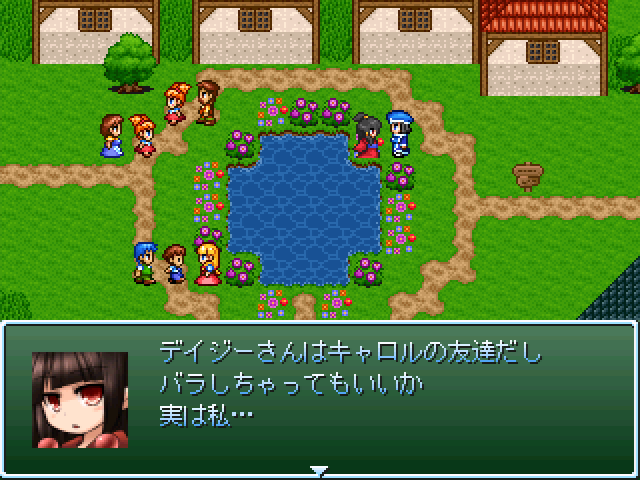 デイジーさんはキャロルの友達だし
バラしちゃってもいいか
実は私…